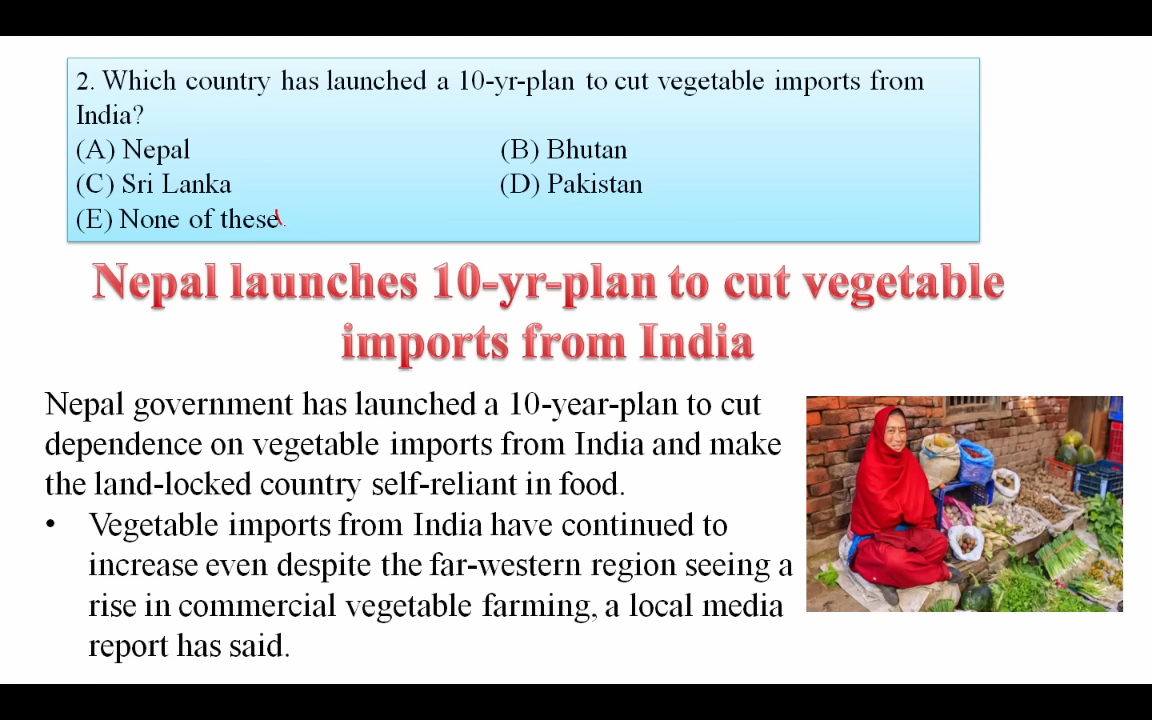 2. Which country has launched a 10-yr-plan to cut vegetable imports from
India?
(A) Nepal (B) Bhutan
(C) Sri Lanka (D) Pakistan
(E) None of these
Nepal launches 10-yr-plan to cut vegetable
imports from India
Nepal government has launched a 10-year-plan to cut
dependence on vegetable imports from India and make
the land-locked country self-reliant in food.
• Vegetable imports from India have continued to
increase even despite the far-western region seeing a
rise in commercial vegetable farming, a local media
report has said.